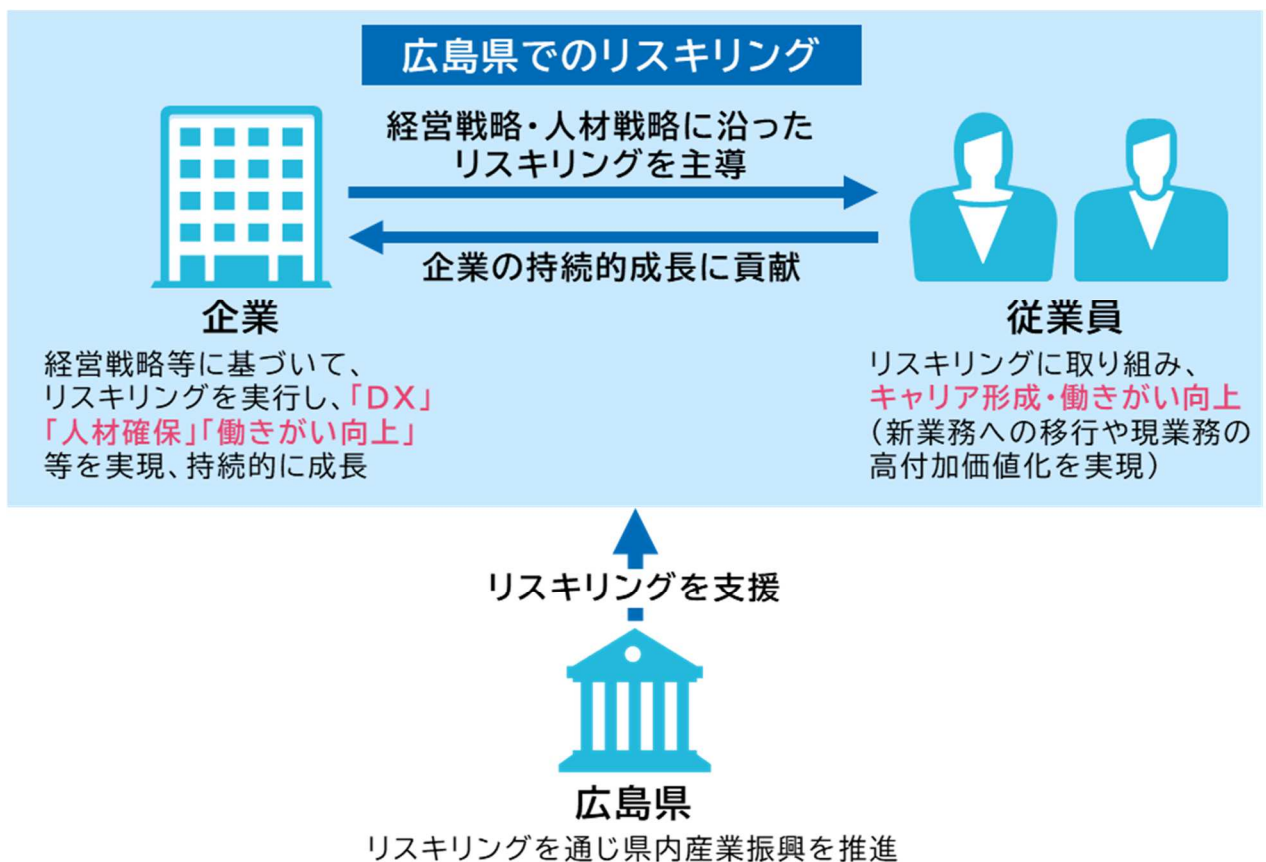 広島県でのリスキリング
経営戦略・人材戦略に沿った
リスキリングを主導
企業の持続的成長に貢献
企業
経営戦略等に基づいて、
リスキリングを実行し、「DX」
「人材確保」「働きがい向上」
等を実現、持続的に成長
従業員
リスキリングに取り組み、
キャリア形成・働きがい向上
(新業務への移行や現業務の
高付加価値化を実現)
リスキリングを支援
広島県
リスキリングを通じ県内産業振興を推進